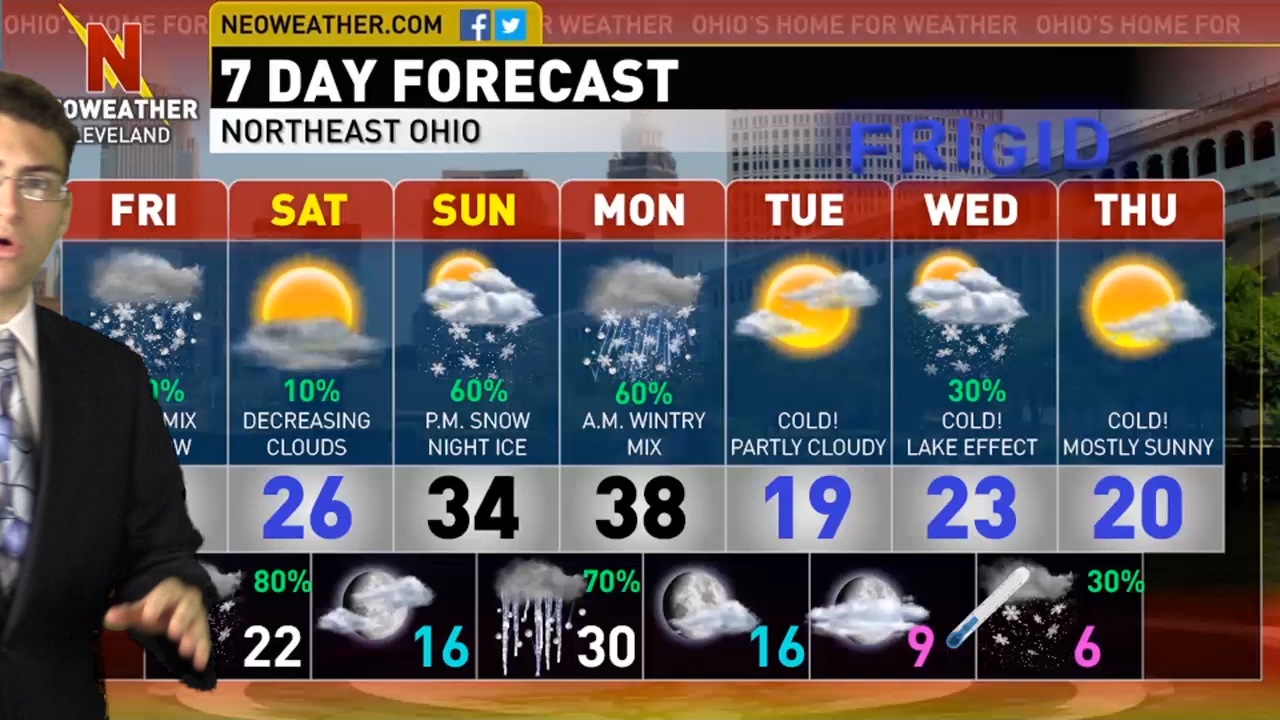 OHIO'S HOME FOR WEATHER OHIO'S HOME FOR WEATHER OHIO'S HOME FOR
NEOWEATHER.COM
N
OWEATHER
LEVELAND
7 DAY FORECAST
NORTHEAST OHIO
FRIGID
FRI SAT SUN MON TUE WED THU
0% 10% 60% 60% 30%
MIX DECREASING P.M. SNOW A.M. WINTRY COLD! COLD! COLD!
W CLOUDS NIGHT ICE MIX PARTLY CLOUDY LAKE EFFECT MOSTLY SUNNY
26 34 38 19 23 20
80% 70% 30%
22 16 30 16 9 6